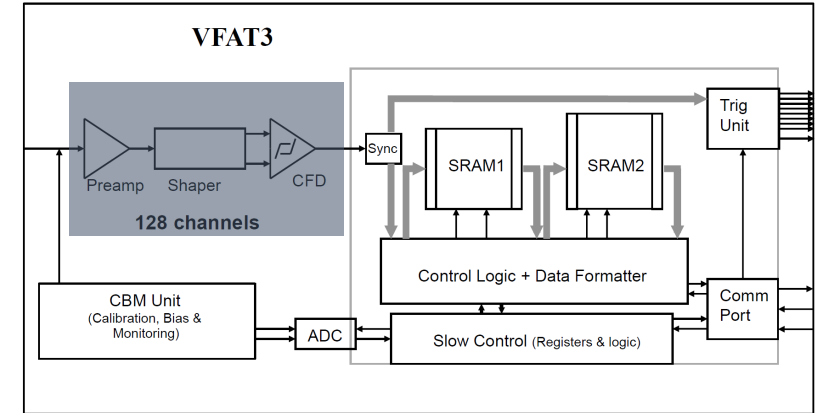 VFAT3
Trig
Unit
Sync
SRAM1
SRAM2
Preamp
Shaper
CFD
128 channels
Control Logic + Data Formatter
CBM Unit
(Calibration, Bias &
Monitoring)
Comm
Port
ADC
Slow Control (Registers & logic)